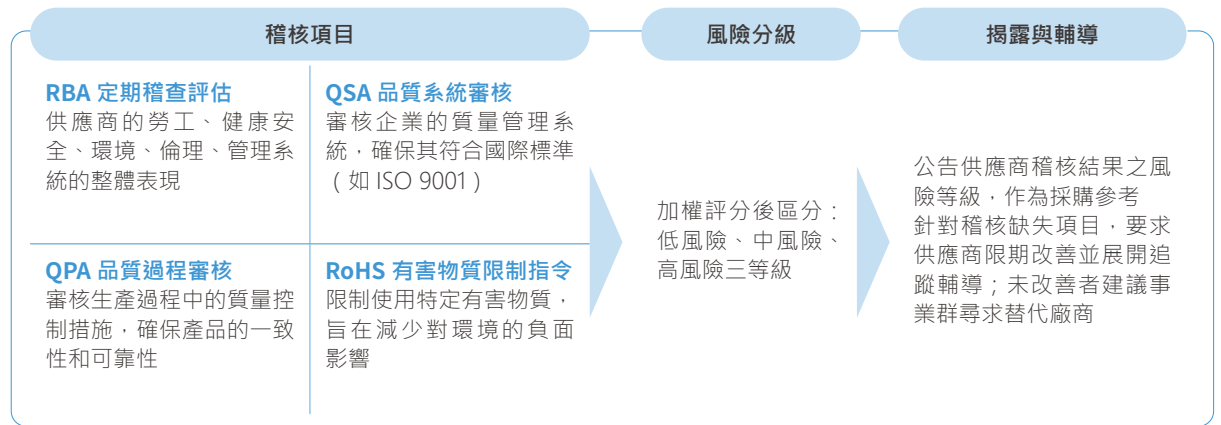 稽核項目
風險分級
揭露與輔導
RBA 定期稽查評估
供應商的勞工、健康安
全、環境、倫理、管理系
統的整體表現
QSA 品質系統審核
審核企業的質量管理系
統，確保其符合國際標準
（如 ISO 9001）
QPA 品質過程審核
審核生產過程中的質量控
制措施，確保產品的一致
性和可靠性
RoHS 有害物質限制指令
限制使用特定有害物質，
旨在減少對環境的負面
影響
加權評分後區分：
低風險、中風險、
高風險三等級
公告供應商稽核結果之風
險等級，作為採購參考
針對稽核缺失項目，要求
供應商限期改善並展開追
蹤輔導；未改善者建議事
業群尋求替代廠商